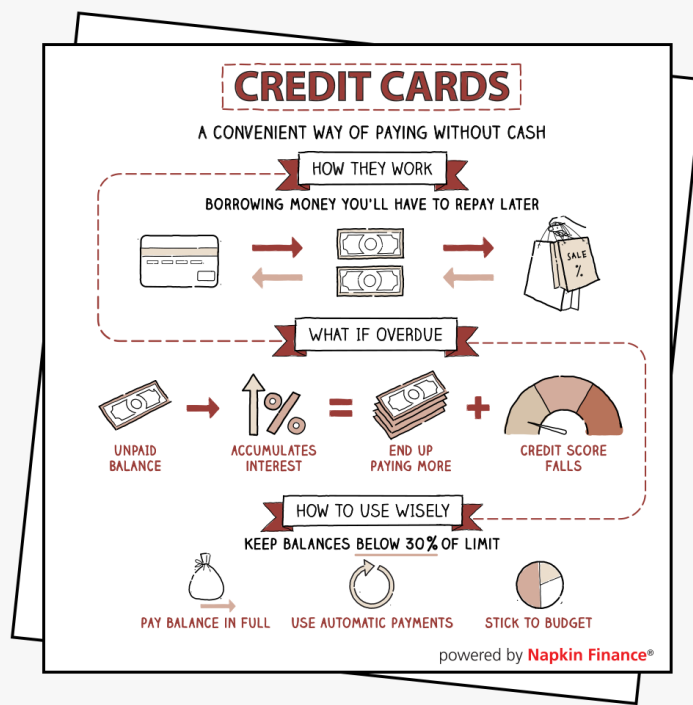 CREDIT CARDS
A CONVENIENT WAY OF PAYING WITHOUT CASH
HOW THEY WORK
BORROWING MONEY YOU'LL HAVE TO REPAY LATER
SALE
%
WHAT IF OVERDUE
%
=
+
UNPAID
BALANCE
ACCUMULATES
INTEREST
END UP
PAYING MORE
CREDIT SCORE
FALLS
HOW TO USE WISELY
KEEP BALANCES BELOW 30% OF LIMIT
PAY BALANCE IN FULL
USE AUTOMATIC PAYMENTS
STICK TO BUDGET
powered by Napkin Finance®